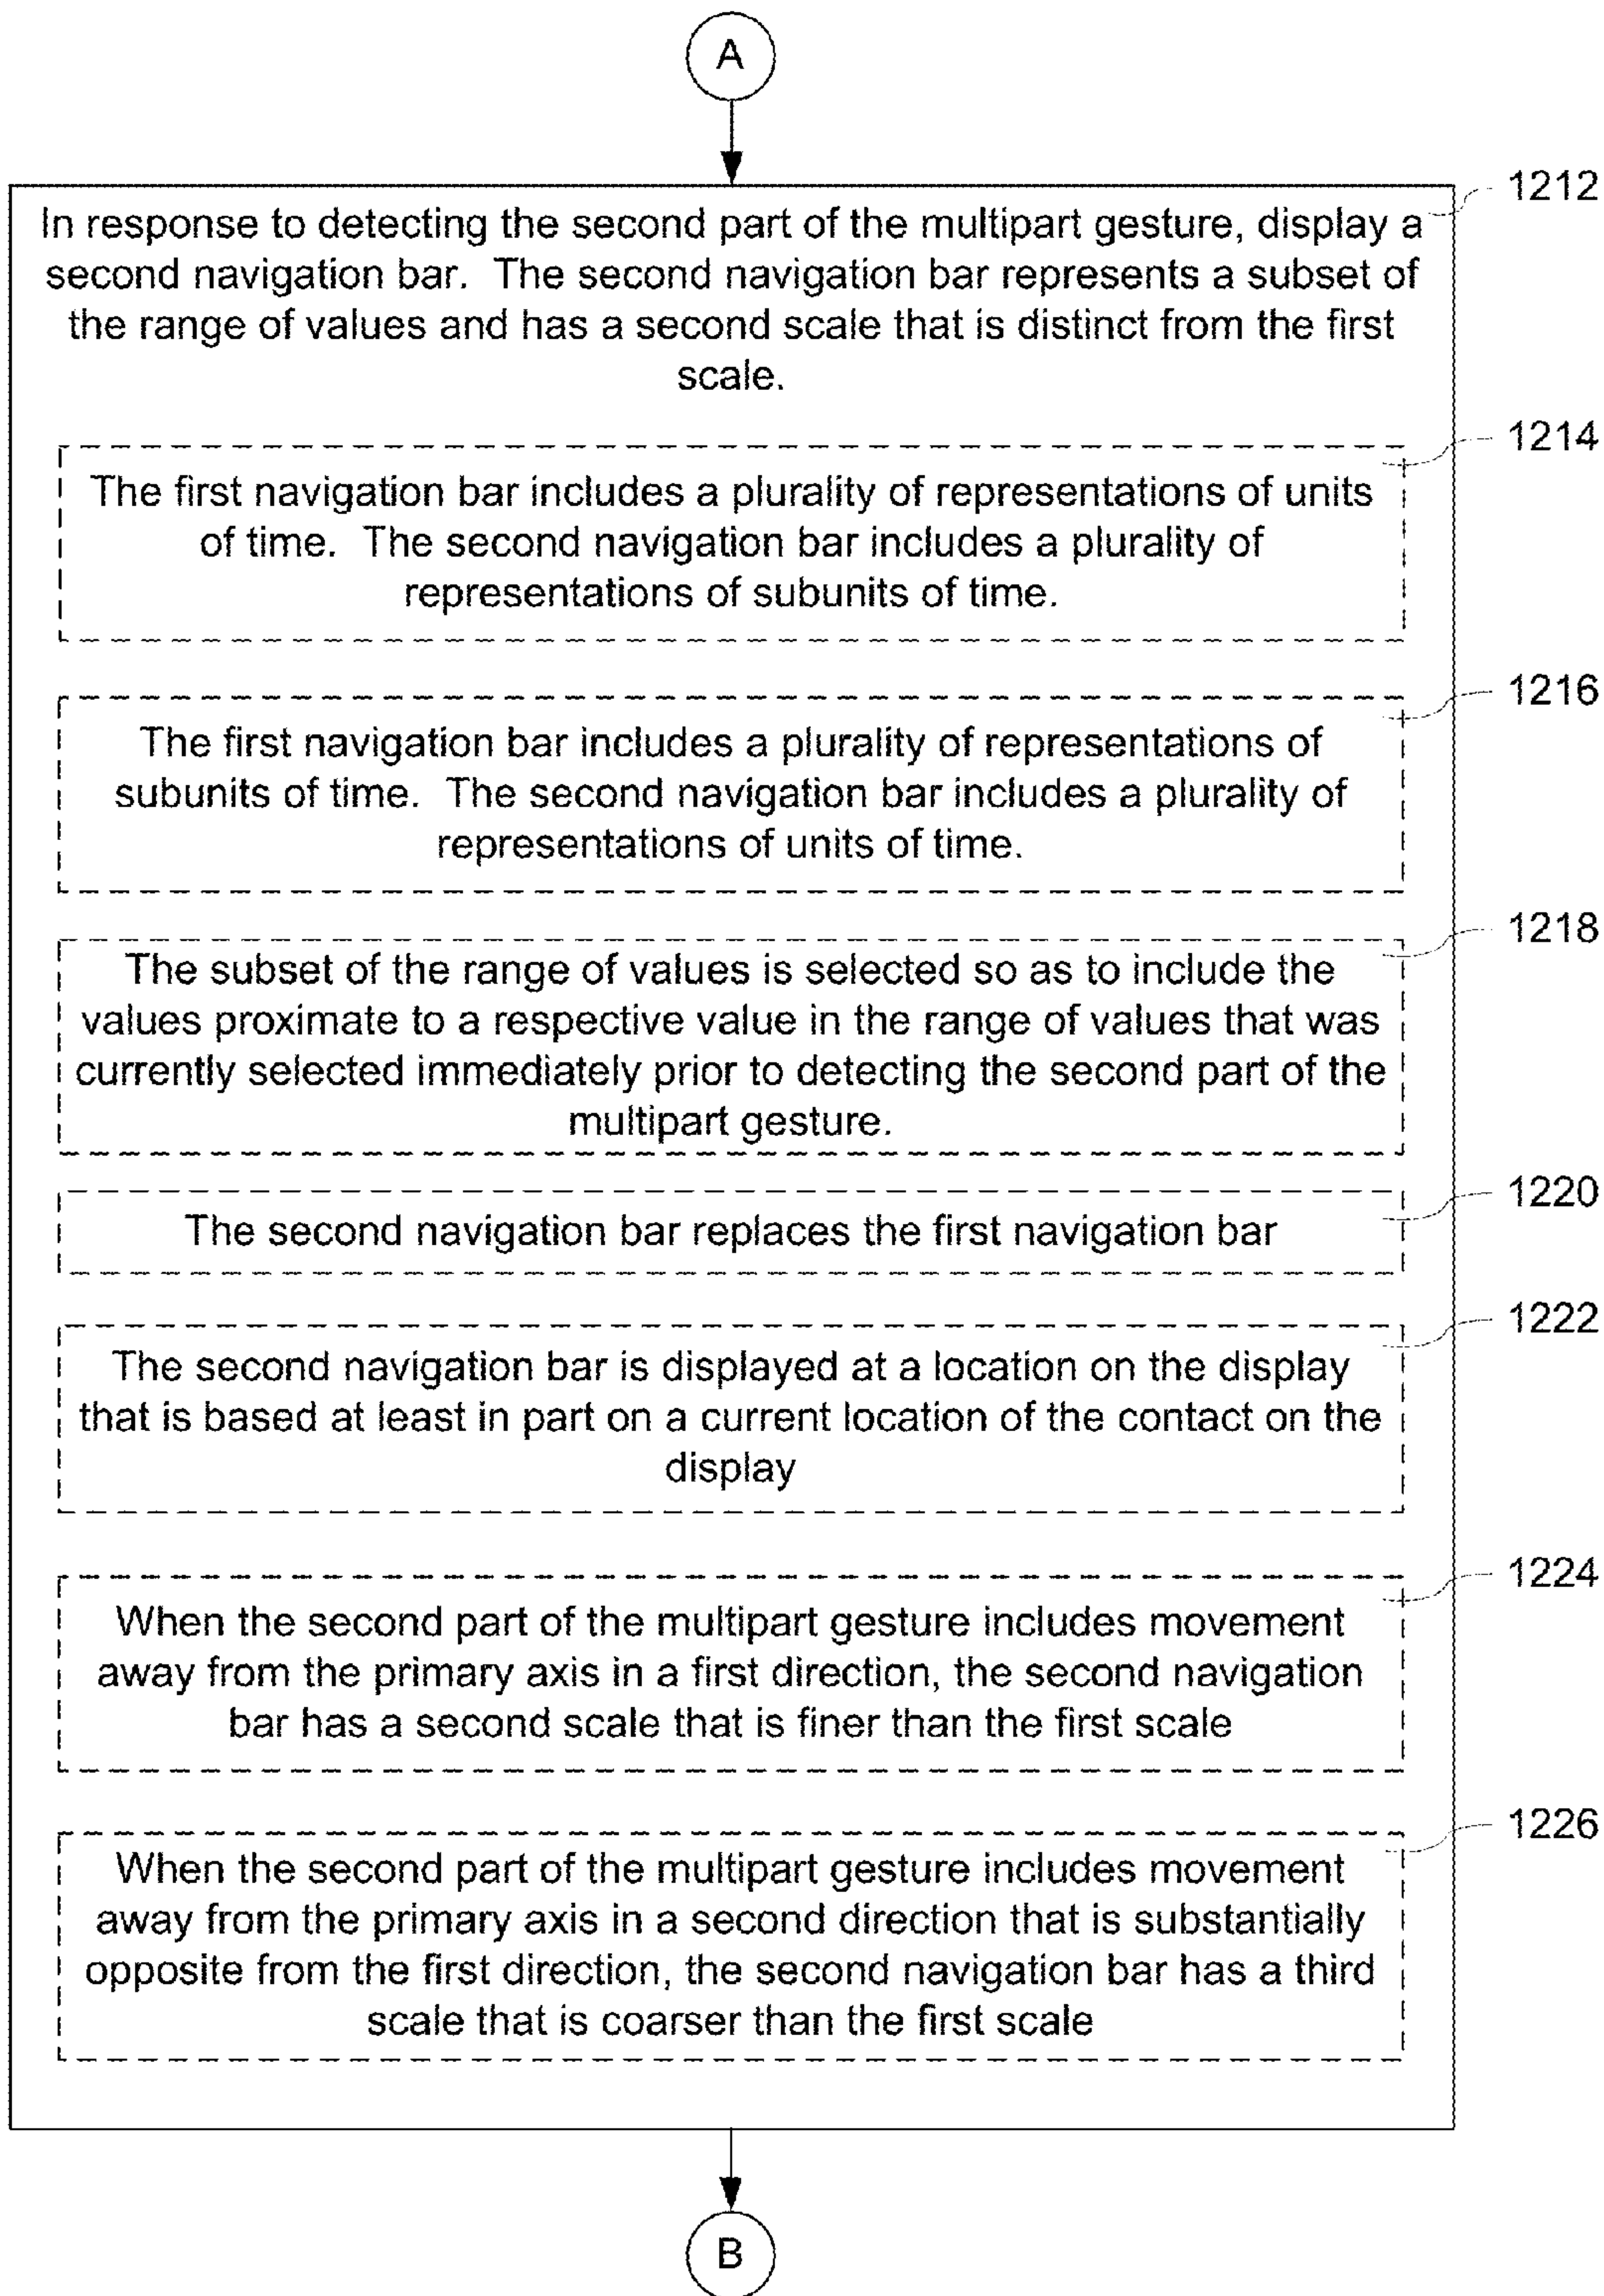 A
1212
In response to detecting the second part of the multipart gesture, display a
second navigation bar.  The second navigation bar represents a subset of
the range of values and has a second scale that is distinct from the first
scale.
1214
The first navigation bar includes a plurality of representations of units
of time.  The second navigation bar includes a plurality of
representations of subunits of time.
1216
The first navigation bar includes a plurality of representations of
subunits of time.  The second navigation bar includes a plurality of
representations of units of time.
1218
The subset of the range of values is selected so as to include the
values proximate to a respective value in the range of values that was
currently selected immediately prior to detecting the second part of the
multipart gesture.
1220
The second navigation bar replaces the first navigation bar
1222
The second navigation bar is displayed at a location on the display
that is based at least in part on a current location of the contact on the
display
1224
When the second part of the multipart gesture includes movement
away from the primary axis in a first direction, the second navigation
bar has a second scale that is finer than the first scale
1226
When the second part of the multipart gesture includes movement
away from the primary axis in a second direction that is substantially
opposite from the first direction, the second navigation bar has a third
scale that is coarser than the first scale
B